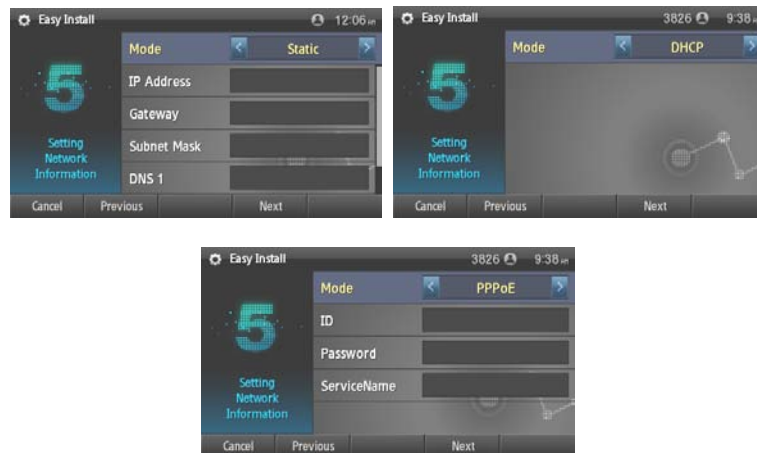 Easy Install 12:06 AM
Mode Static
5
IP Address
Gateway
Setting
Network
Information
Subnet Mask
DNS 1
Cancel Previous Next
Easy Install 3826 9:38
Mode DHCP
5
Setting
Network
Information
Cancel Previous Next
Easy Install 3826 9:38 AM
Mode PPPoE
5
ID
Password
Setting
Network
Information
ServiceName
Cancel Previous Next